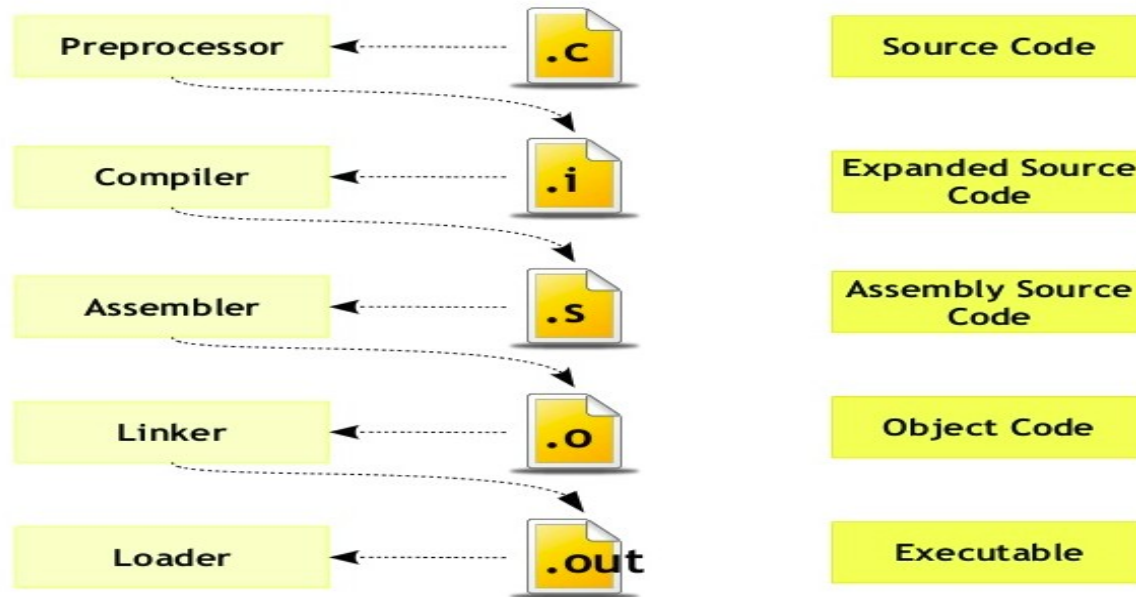 Preprocessor .c Source Code
Compiler .i Expanded Source
Code
Assembler .s Assembly Source
Code
Linker .o Object Code
Loader .out Executable